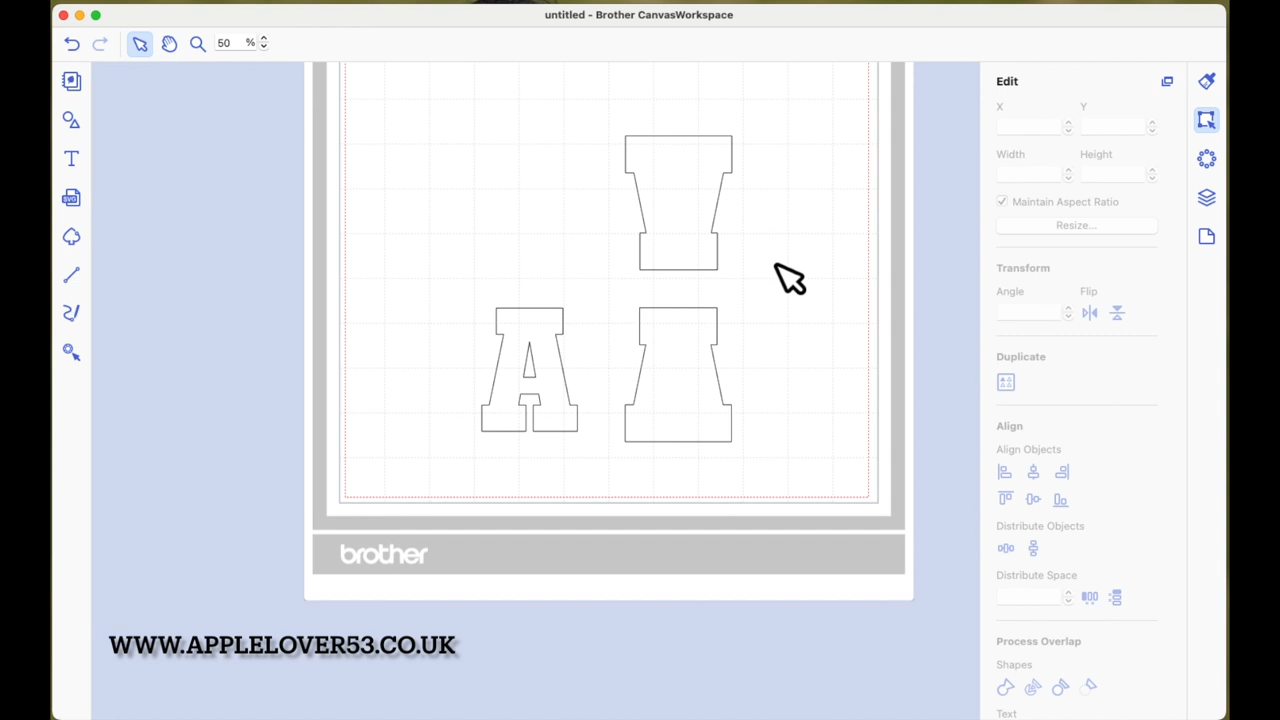 untitled - Brother CanvasWorkspace
50 %
Edit
X Y
Width Height
Maintain Aspect Ratio
Resize...
Transform
Angle Flip
Duplicate
Align
Align Objects
Distribute Objects
Distribute Space
Process Overlap
Shapes
Text
T
SVG
A
brother
WWW.APPLELOVER53.CO.UK